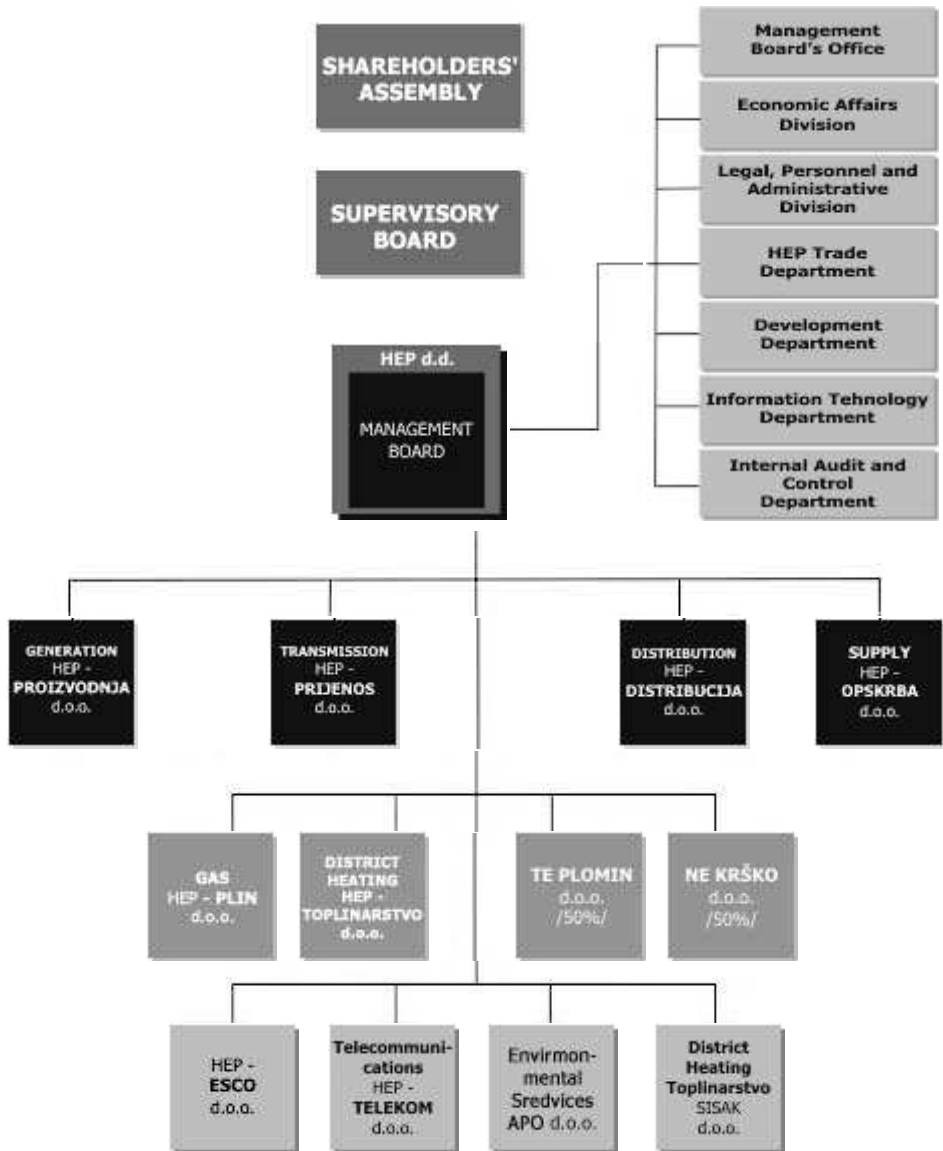 SHAREHOLDERS'
ASSEMBLY
SUPERVISORY
BOARD
HEP d.d.
MANAGEMENT
BOARD
Management
Board's Office
Economic Affairs
Division
Legal, Personnel and
Administrative
Division
HEP Trade
Department
Development
Department
Information Tehnology
Department
Internal Audit and
Control
Department
GENERATION
HEP -
PROIZVODNJA
d.o.o.
TRANSMISSION
HEP -
PRIJENOS
d.o.o.
DISTRIBUTION
HEP -
DISTRIBUCIJA
d.o.o.
SUPPLY
HEP -
OPSKRBA
d.o.o.
GAS
HEP - PLIN
d.o.o.
DISTRICT
HEATING
HEP -
TOPLINARSTVO
d.o.o.
TE PLOMIN
d.o.o.
/50%/
NE KRŠKO
d.o.o.
/50%/
HEP -
ESCO
d.o.o.
Telecommuni-
cations
HEP -
TELEKOM
d.o.o.
Envirmon-
mental
Sredvices
APO d.o.o.
District
Heating
Toplinarstvo
SISAK
d.o.o.